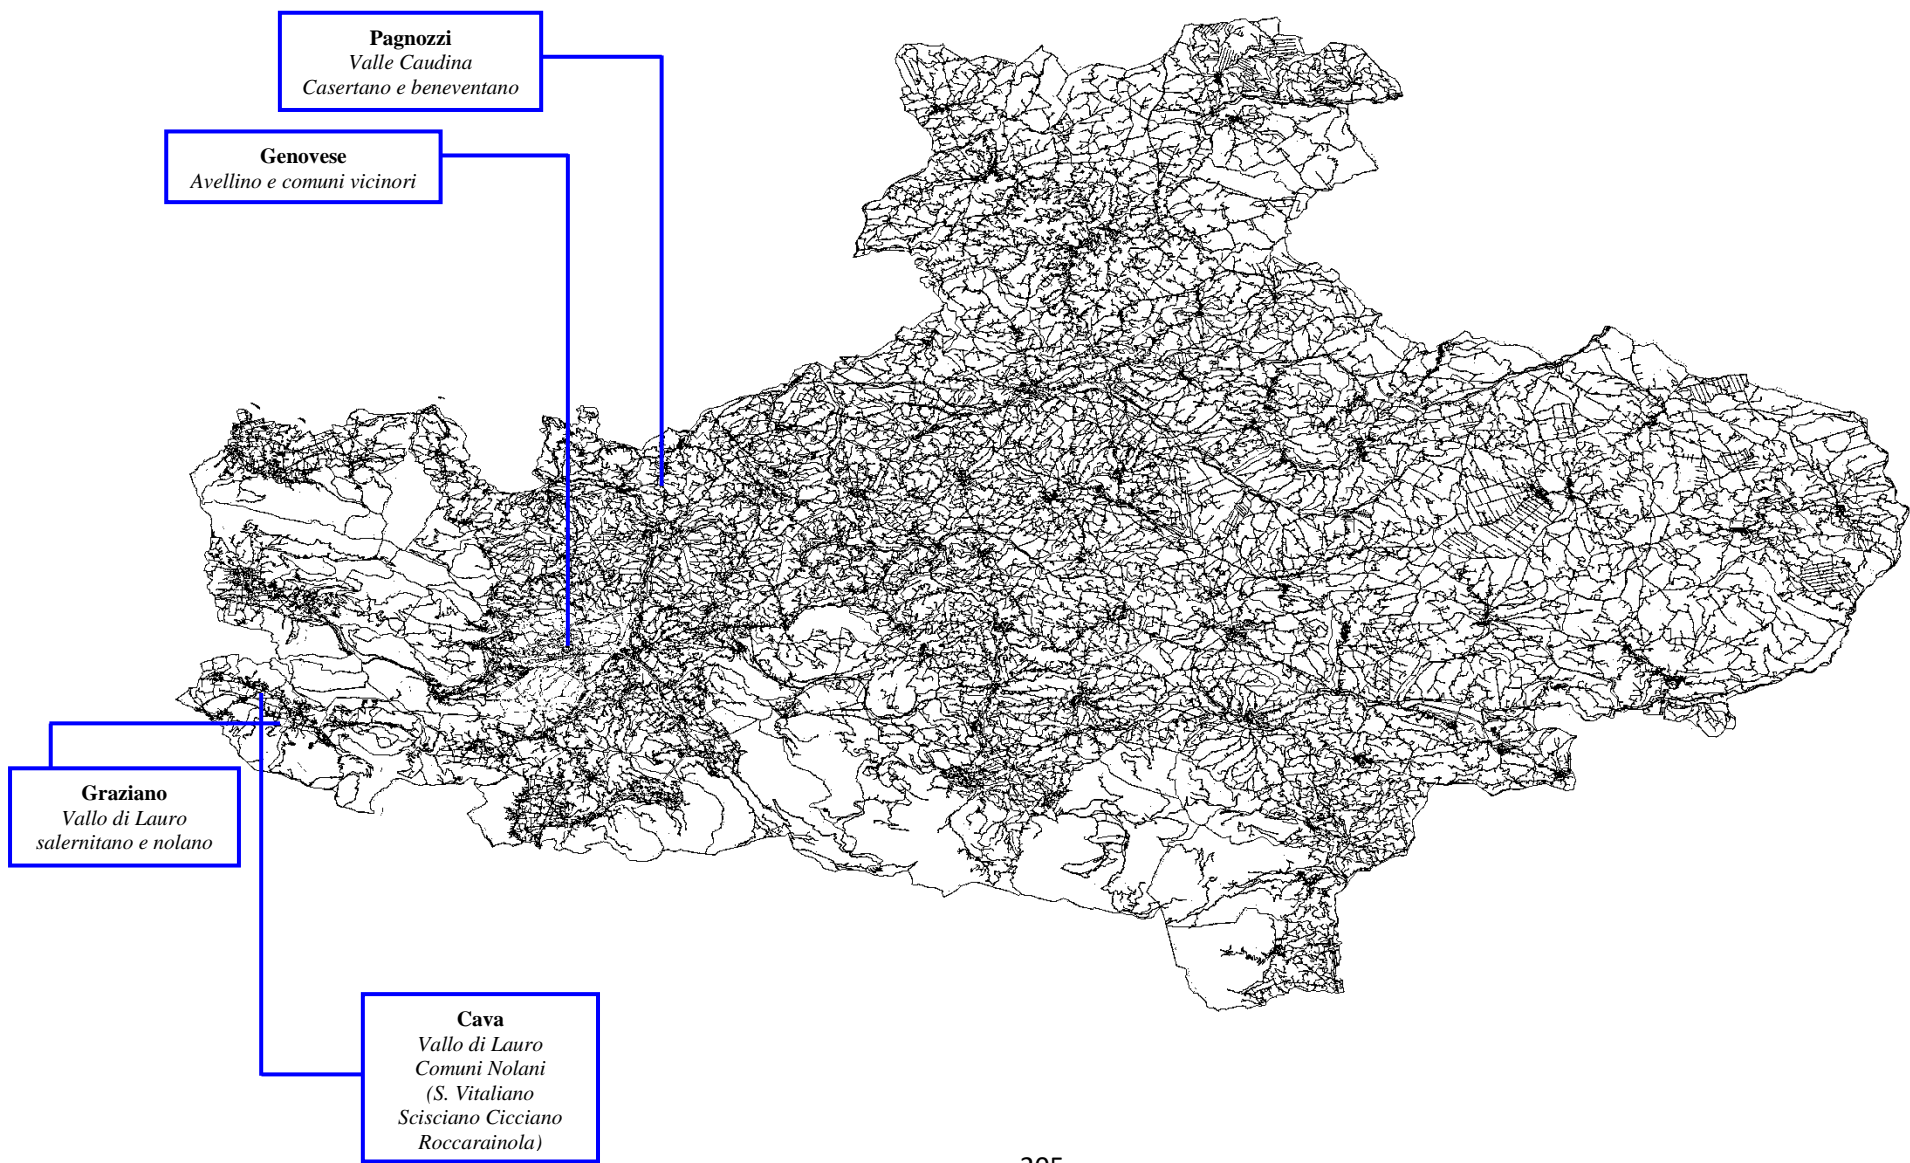 Pagnozzi
Valle Caudina
Casertano e beneventano
Genovese
Avellino e comuni vicinori
Graziano
Vallo di Lauro
salernitano e nolano
Cava
Vallo di Lauro
Comuni Nolani
(S. Vitaliano
Scisciano Cicciano
Roccarainola)